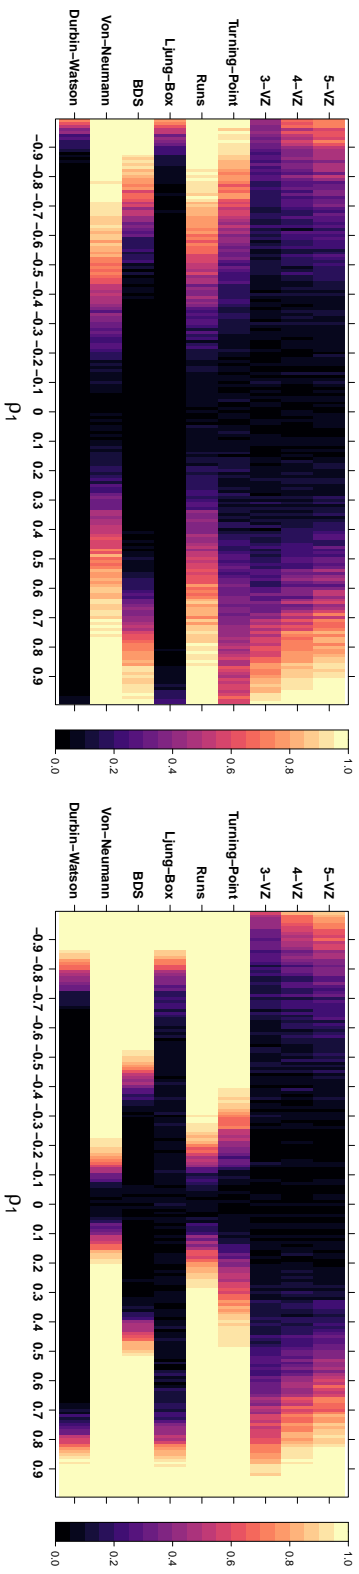 5−VZ
4−VZ
3−VZ
Turning−Point
Runs
Ljung−Box
BDS
Von−Neumann
Durbin−Watson
−0.9
−0.8
−0.7
−0.6
−0.5
−0.4
−0.3
−0.2
−0.1
0
0.1
0.2
0.3
0.4
0.5
0.6
0.7
0.8
0.9
ρ1
0.0
0.2
0.4
0.6
0.8
1.0
5−VZ
4−VZ
3−VZ
Turning−Point
Runs
Ljung−Box
BDS
Von−Neumann
Durbin−Watson
−0.9
−0.8
−0.7
−0.6
−0.5
−0.4
−0.3
−0.2
−0.1
0
0.1
0.2
0.3
0.4
0.5
0.6
0.7
0.8
0.9
ρ1
0.0
0.2
0.4
0.6
0.8
1.0